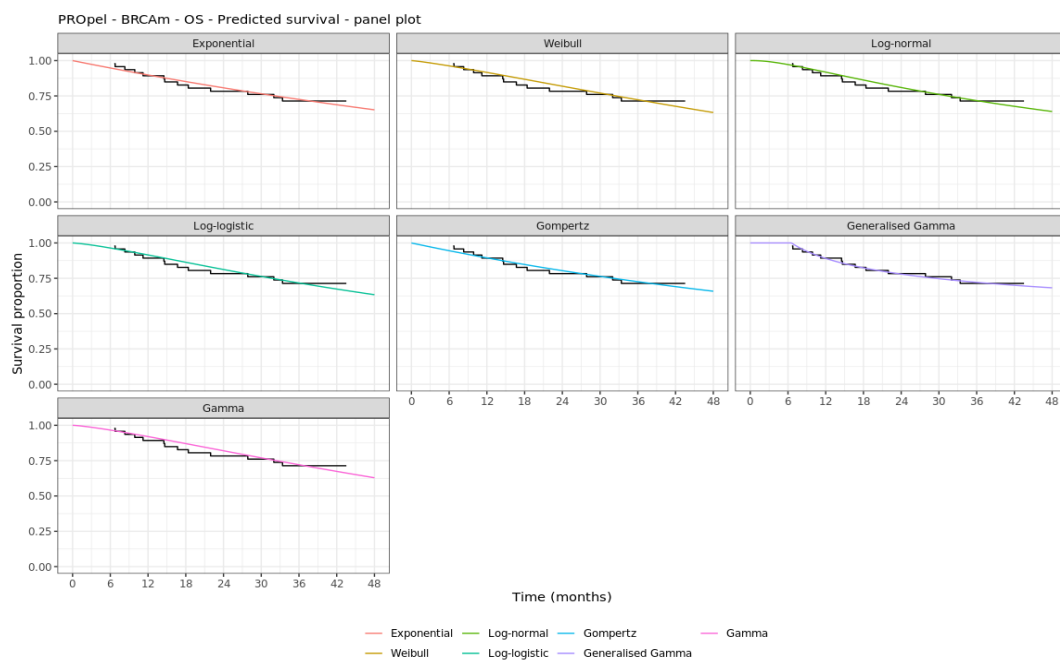 PROpel - BRCAm - OS - Predicted survival - panel plot
Exponential
Weibull
Log-normal
1.00
0.75
0.50
0.25
0.00
Log-logistic
Gompertz
Generalised Gamma
1.00
0.75
0.50
0.25
0.00
0 6 12 18 24 30 36 42 48
0 6 12 18 24 30 36 42 48
Gamma
1.00
0.75
0.50
0.25
0.00
0 6 12 18 24 30 36 42 48
Survival proportion
Time (months)
Exponential Log-normal Gompertz Gamma
Weibull Log-logistic Generalised Gamma